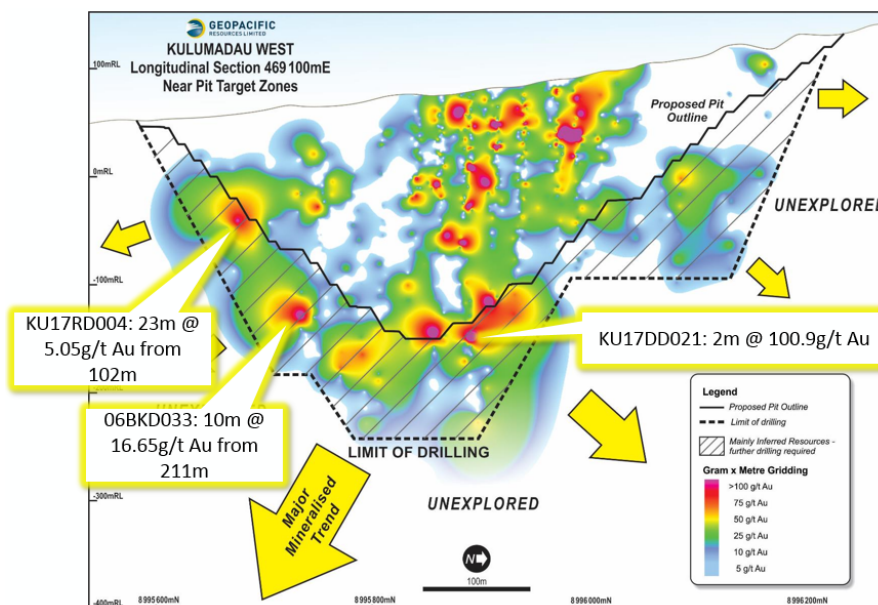 GEOPACIFIC
RESOURCES LIMITED
KULUMADAU WEST
Longitudinal Section 469 100mE
Near Pit Target Zones
100mRL
0mRL
-100mRL
-300mRL
-400mRL
Proposed Pit
Outline
UNEXPLORED
KU17RD004: 23m @
5.05g/t Au from
102m
06BKD033: 10m @
16.65g/t Au from
211m
KU17DD021: 2m @ 100.9g/t Au
LIMIT OF DRILLING
UNEXPLORED
Major
Mineralised
Trend
N
100m
8 995 600mN
8 995 800mN
8 996 000mN
8 996 200mN
Legend
Proposed Pit Outline
Limit of drilling
Mainly Inferred Resources -
further drilling required
Gram x Metre Gridding
>100 g/t Au
75 g/t Au
50 g/t Au
25 g/t Au
10 g/t Au
5 g/t Au